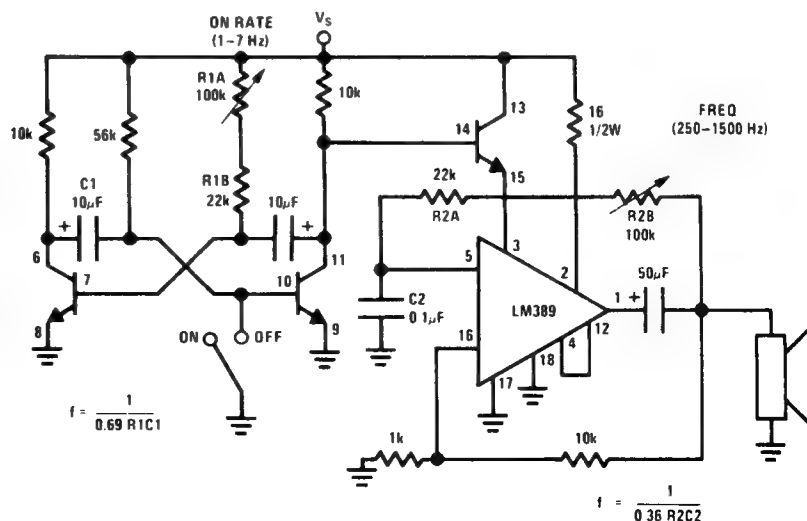 ON RATE
(1–7 Hz)
VS
R1A
100k
10k
13
14
16
1/2W
FREQ
(250–1500 Hz)
10k
56k
C1
10μF
R1B
22k
10μF
15
22k
R2A
R2B
100k
+
+
6
7
8
10
11
9
5
3
2
1
+
50μF
C2
0 1μF
LM389
12
4
16
18
17
ON
OFF
f = 1
0.69 R1C1
1k
10k
f = 1
0 36 R2C2